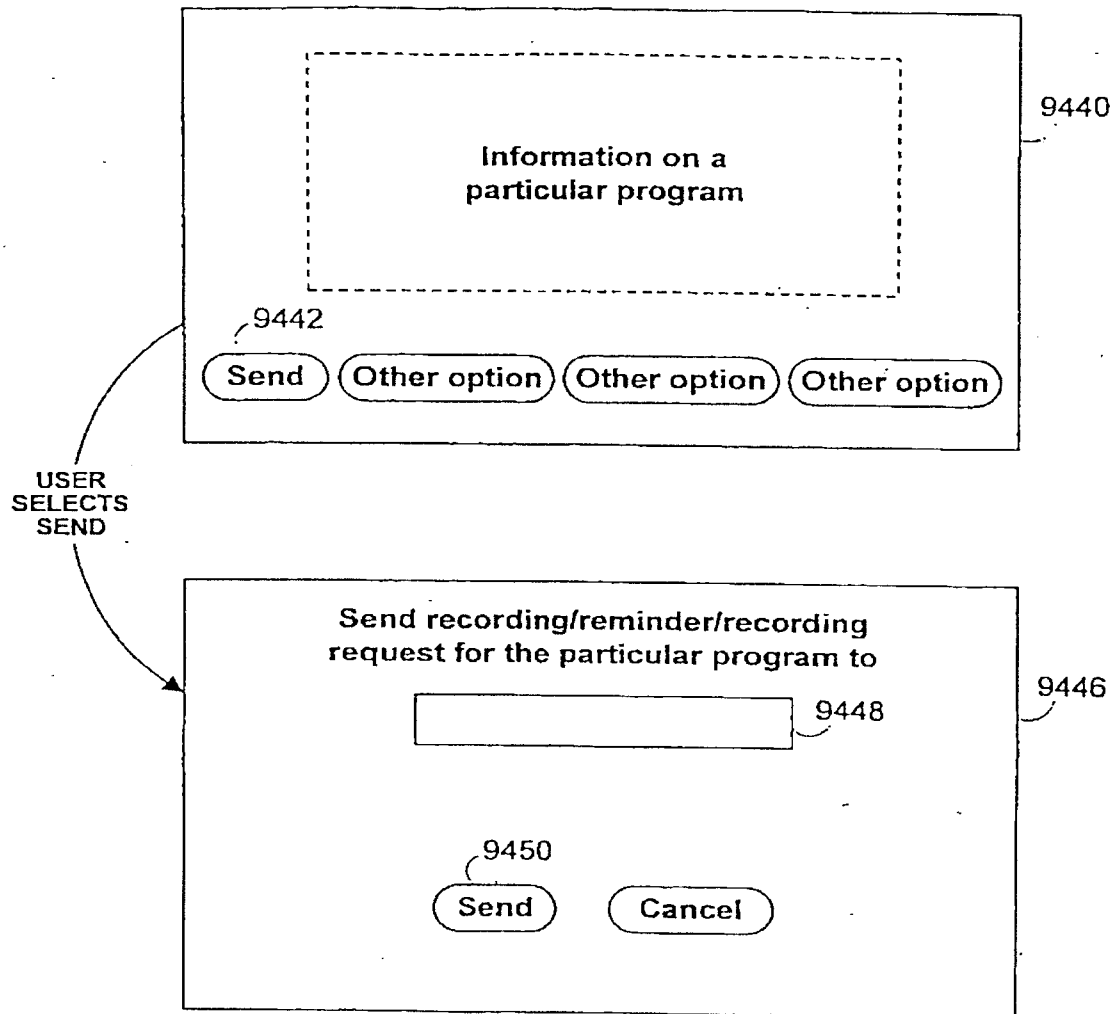 Information on a
particular program
9440
9442
Send Other option Other option Other option
USER
SELECTS
SEND
Send recording/reminder/recording
request for the particular program to
9446
9448
9450
Send Cancel